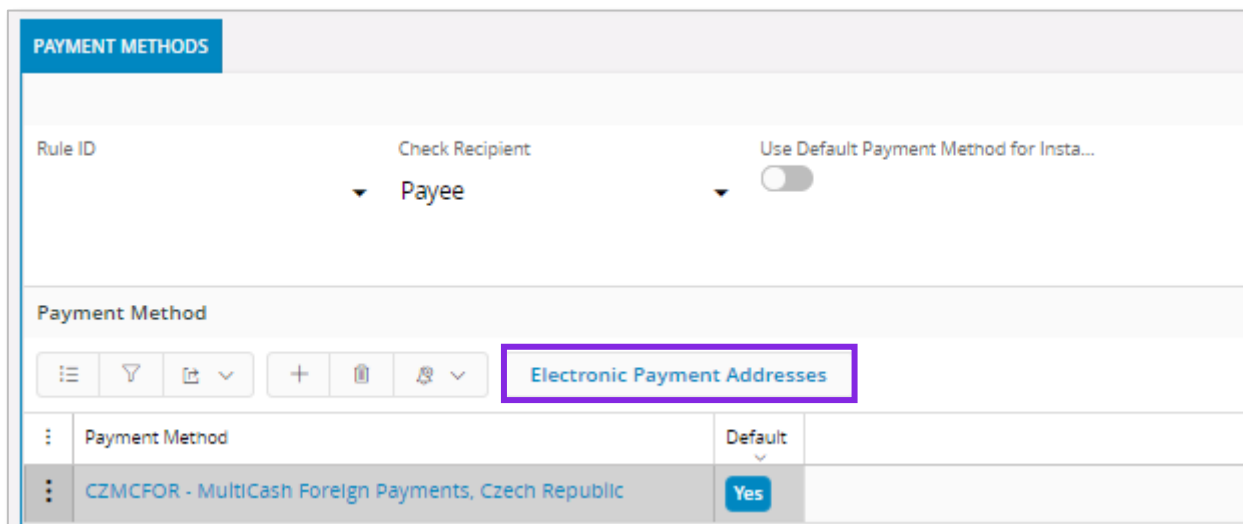 PAYMENT METHODS
Rule ID Check Recipient Use Default Payment Method for Insta...
Payee
Payment Method
Electronic Payment Addresses
Payment Method Default
CZMCFOR - MultiCash Foreign Payments, Czech Republic Yes